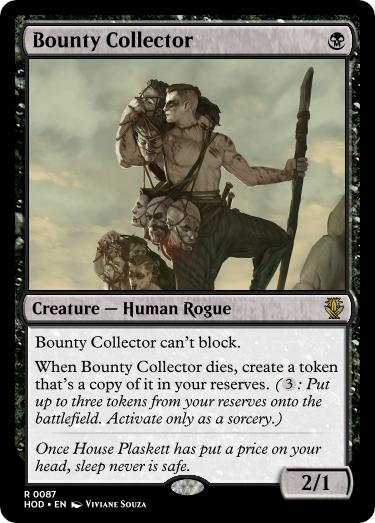 Bounty Collector
Creature — Human Rogue
Bounty Collector can't block.
When Bounty Collector dies, create a token
that's a copy of it in your reserves. (3: Put
up to three tokens from your reserves onto the
battlefield. Activate only as a sorcery.)
Once House Plaskett has put a price on your
head, sleep never is safe.
2/1
R 0087
HOD • EN Viviane Souza